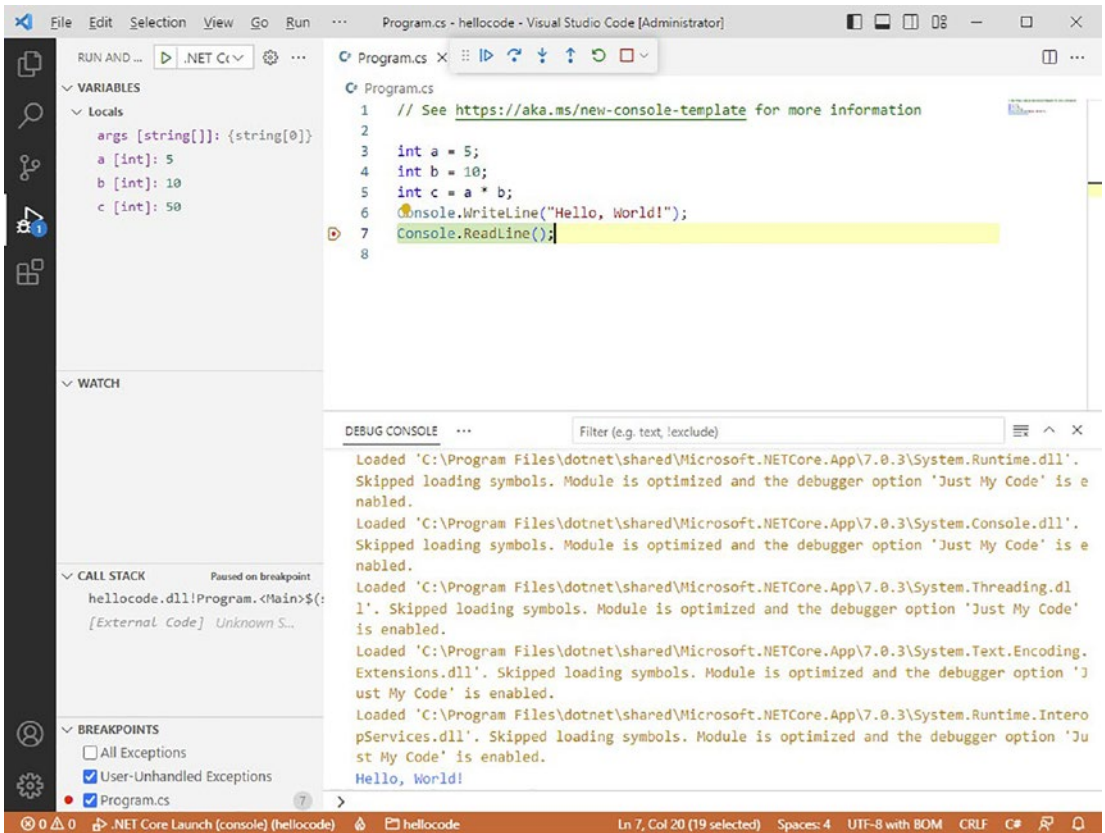 File Edit Selection View Go Run ··· Program.cs - hellocode - Visual Studio Code [Administrator]
RUN AND ... .NET Co ···
VARIABLES
Locals
args [string[]]: {string[0]}
a [int]: 5
b [int]: 10
c [int]: 50
WATCH
CALL STACK Paused on breakpoint
hellocode.dll!Program.<Main>$(
[External Code] Unknown S...
BREAKPOINTS
All Exceptions
User-Unhandled Exceptions
Program.cs 7
1
Program.cs
Program.cs
1 // See https://aka.ms/new-console-template for more information
2
3 int a = 5;
4 int b = 10;
5 int c = a * b;
6 Console.WriteLine("Hello, World!");
7 Console.ReadLine();
8
DEBUG CONSOLE ··· Filter (e.g. text, !exclude)
Loaded 'C:\Program Files\dotnet\shared\Microsoft.NETCore.App\7.0.3\System.Runtime.dll'.
Skipped loading symbols. Module is optimized and the debugger option 'Just My Code' is e
nabled.
Loaded 'C:\Program Files\dotnet\shared\Microsoft.NETCore.App\7.0.3\System.Console.dll'.
Skipped loading symbols. Module is optimized and the debugger option 'Just My Code' is e
nabled.
Loaded 'C:\Program Files\dotnet\shared\Microsoft.NETCore.App\7.0.3\System.Threading.dl
l'. Skipped loading symbols. Module is optimized and the debugger option 'Just My Code'
is enabled.
Loaded 'C:\Program Files\dotnet\shared\Microsoft.NETCore.App\7.0.3\System.Text.Encoding.
Extensions.dll'. Skipped loading symbols. Module is optimized and the debugger option 'J
ust My Code' is enabled.
Loaded 'C:\Program Files\dotnet\shared\Microsoft.NETCore.App\7.0.3\System.Runtime.Intero
pServices.dll'. Skipped loading symbols. Module is optimized and the debugger option 'Ju
st My Code' is enabled.
Hello, World!
>
0 0 .NET Core Launch (console) (hellocode) hellocode Ln 7, Col 20 (19 selected) Spaces: 4 UTF-8 with BOM CRLF C#